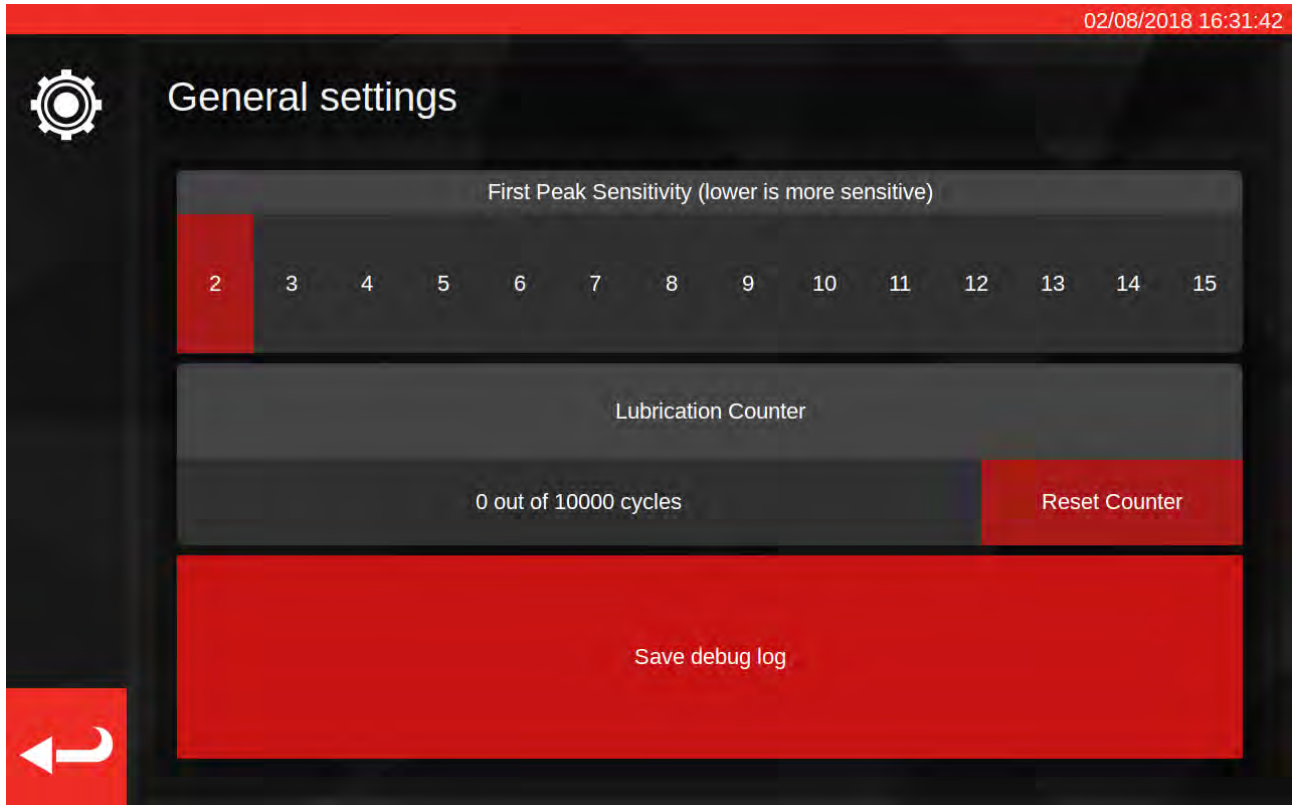 02/08/2018 16:31:42
General settings
First Peak Sensitivity (lower is more sensitive)
2 3 4 5 6 7 8 9 10 11 12 13 14 15
Lubrication Counter
0 out of 10000 cycles Reset Counter
Save debug log